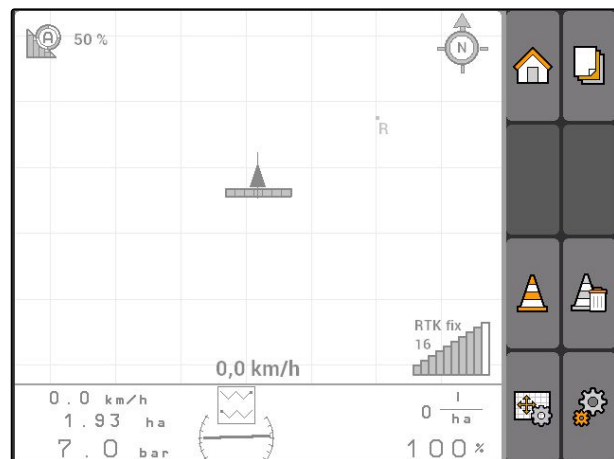 A 50 %
N
R
RTK fix
16
0,0 km/h
0.0 km/h
1.93 ha
7.0 bar
0 l/ha
100%